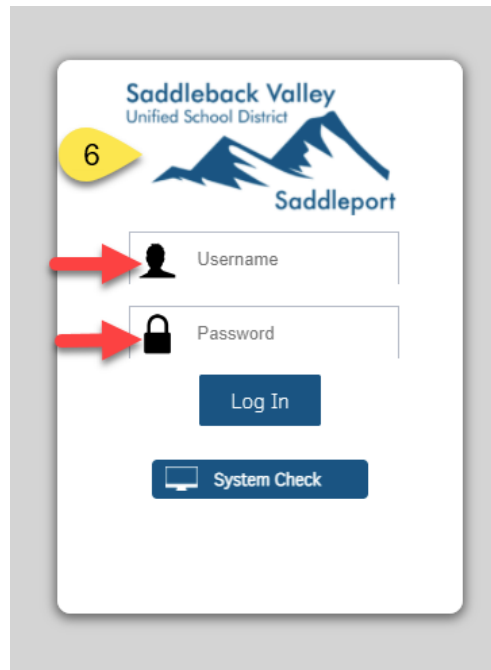 Saddleback Valley
Unified School District
6
Saddleport
Username
Password
Log In
System Check